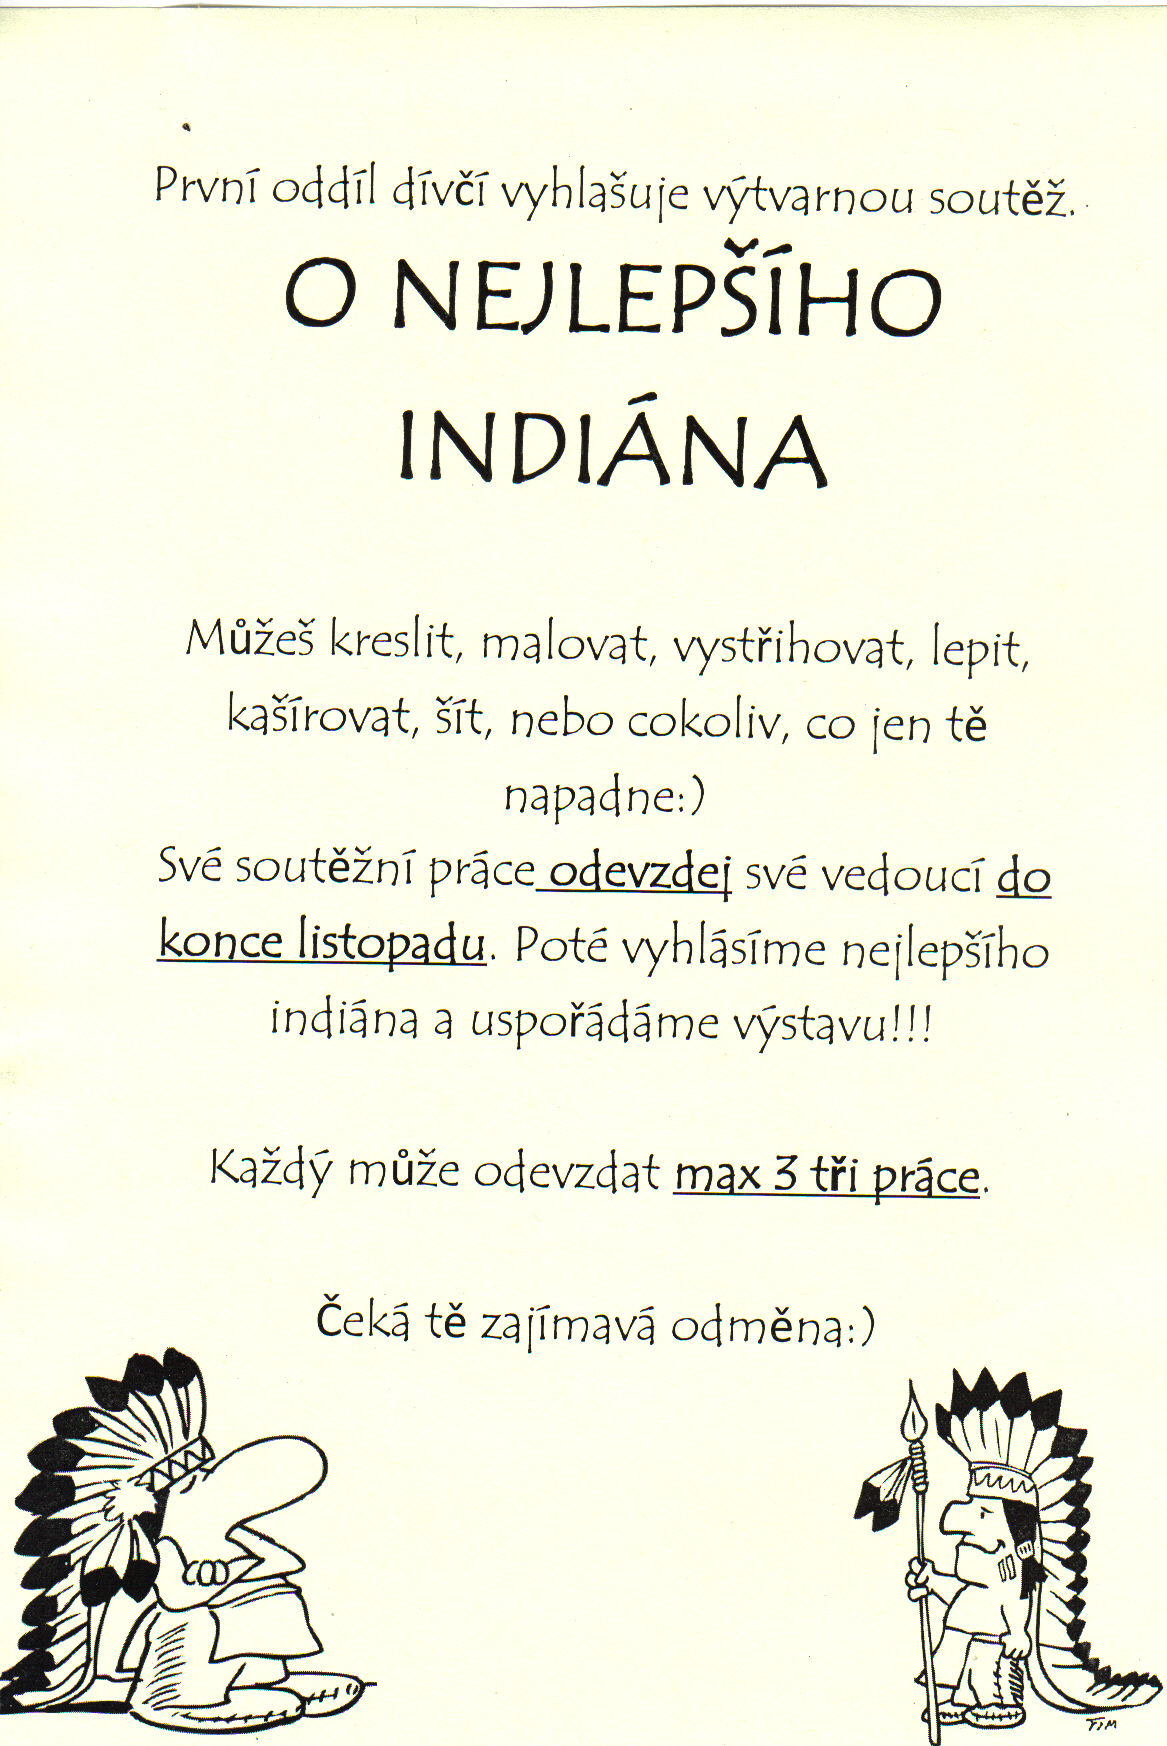 První oddíl dívčí vyhlašuje výtvarnou soutěž.
O NEJLEPŠÍHO
INDIÁNA
Můžeš kreslit, malovat, vystřihovat, lepit,
kašírovat, šít, nebo cokoliv, co jen tě
napadne:)
Své soutěžní práce odevzdej své vedoucí do
konce listopadu. Poté vyhlásíme nejlepšího
indiána a uspořádáme výstavu!!!
Každý může odevzdat max 3 tři práce.
Čeká tě zajímavá odměna:)
TIM